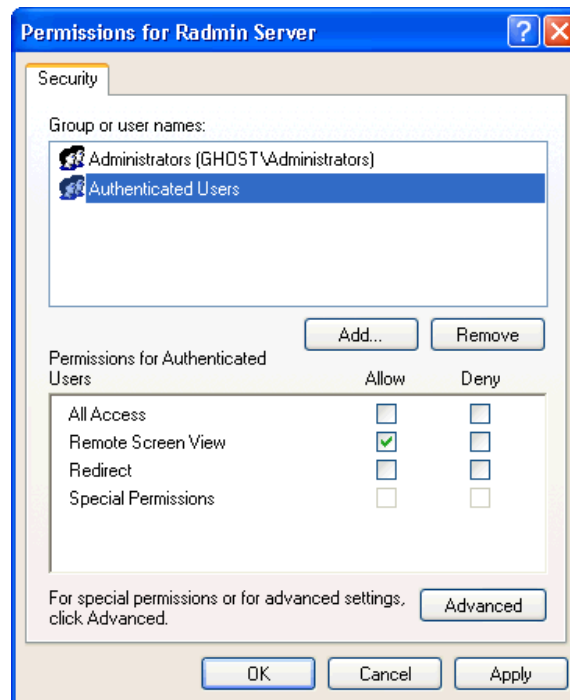 Permissions for Radmin Server
Security
Group or user names:
Administrators (GHOST\Administrators)
Authenticated Users
Add...
Remove
Permissions for Authenticated
Users
Allow
Deny
All Access
Remote Screen View
Redirect
Special Permissions
For special permissions or for advanced settings,
click Advanced.
Advanced
OK
Cancel
Apply